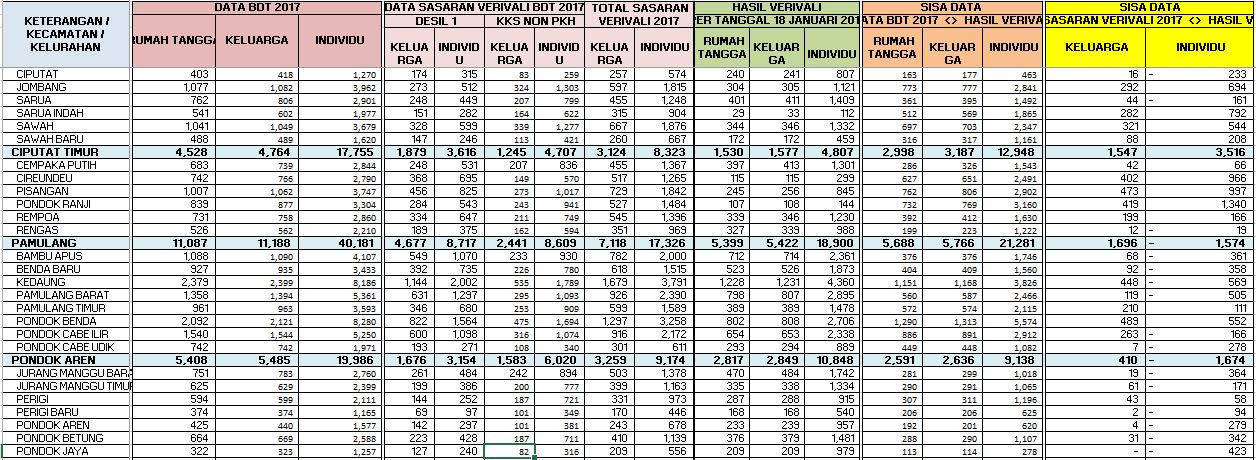 KETERANGAN / KECAMATAN / KELURAHAN
DATA BDT 2017 DATA SASARAN VERIVALI BDT 2017 TOTAL SASARAN VERIVALI 2017 HASIL VERIVALI SISA DATA SISA DATA
DESIL 1 KKS NON PKH PER TANGGAL 18 JANUARI 201 ATA BDT 2017 <> HASIL VERIVA SASARAN VERIVALI 2017 <> HASIL V
RUMAH TANGGA KELUARGA INDIVIDU KELUARGA INDIVIDU KELUARGA INDIVIDU KELUARGA INDIVIDU RUMAH TANGGA KELUARGA INDIVIDU RUMAH TANGGA KELUARGA INDIVIDU KELUARGA INDIVIDU
CIPUTAT 403 418 1,270 174 315 83 259 257 574 240 241 807 163 177 463 16 - 233
JOMBANG 1,077 1,082 3,962 273 512 324 1,303 597 1,815 304 305 1,121 773 777 2,841 292 694
SARUA 762 806 2,901 248 449 207 799 455 1,248 401 411 1,409 361 395 1,492 44 - 161
SARUA INDAH 541 602 1,977 151 282 164 622 315 904 29 33 112 512 569 1,865 282 792
SAWAH 1,041 1,049 3,679 328 599 339 1,277 667 1,876 344 346 1,332 697 703 2,347 321 544
SAWAH BARU 488 489 1,620 147 246 113 421 260 667 172 172 459 316 317 1,161 88 208
CIPUTAT TIMUR 4,528 4,764 17,755 1,879 3,616 1,245 4,707 3,124 8,323 1,530 1,577 4,807 2,998 3,187 12,948 1,547 3,516
CEMPAKA PUTIH 683 739 2,844 248 531 207 836 455 1,367 397 413 1,301 286 326 1,543 42 66
CIREUNDEU 742 766 2,790 368 695 149 570 517 1,265 115 115 299 627 651 2,491 402 966
PISANGAN 1,007 1,062 3,747 456 825 273 1,017 729 1,842 245 256 845 762 806 2,902 473 997
PONDOK RANJI 839 877 3,304 284 543 243 941 527 1,484 107 108 144 732 769 3,160 419 1,340
REMPOA 731 758 2,860 334 647 211 749 545 1,396 339 346 1,230 392 412 1,630 199 166
RENGAS 526 562 2,210 189 375 162 594 351 969 327 339 988 199 223 1,222 12 - 19
PAMULANG 11,087 11,188 40,181 4,677 8,717 2,441 8,609 7,118 17,326 5,399 5,422 18,900 5,688 5,766 21,281 1,696 - 1,574
BAMBU APUS 1,088 1,090 4,107 549 1,070 233 930 782 2,000 712 714 2,361 376 376 1,746 68 - 361
BENDA BARU 927 935 3,433 392 735 226 780 618 1,515 523 526 1,873 404 409 1,560 92 - 358
KEDAUNG 2,379 2,399 8,186 1,144 2,002 535 1,789 1,679 3,791 1,228 1,231 4,360 1,151 1,168 3,826 448 - 569
PAMULANG BARAT 1,358 1,394 5,361 631 1,297 295 1,093 926 2,390 798 807 2,895 560 587 2,466 119 - 505
PAMULANG TIMUR 961 963 3,593 346 680 253 909 599 1,589 389 389 1,478 572 574 2,115 210 111
PONDOK BENDA 2,092 2,121 8,280 822 1,564 475 1,694 1,297 3,258 802 808 2,706 1,290 1,313 5,574 489 552
PONDOK CABE ILIR 1,540 1,544 5,250 600 1,098 316 1,074 916 2,172 654 653 2,338 886 891 2,912 263 - 166
PONDOK CABE UDIK 742 742 1,971 193 271 108 340 301 611 293 294 889 449 448 1,082 7 - 278
PONDOK AREN 5,408 5,485 19,986 1,676 3,154 1,583 6,020 3,259 9,174 2,817 2,849 10,848 2,591 2,636 9,138 410 - 1,674
JURANG MANGGU BARA 751 783 2,760 261 484 242 894 503 1,378 470 484 1,742 281 299 1,018 19 - 364
JURANG MANGGU TIMU 625 629 2,399 199 386 200 777 399 1,163 335 338 1,334 290 291 1,065 61 - 171
PERIGI 594 599 2,111 144 252 187 721 331 973 287 288 915 307 311 1,196 43 58
PERIGI BARU 374 374 1,165 69 97 101 349 170 446 168 168 540 206 206 625 2 - 94
PONDOK AREN 425 440 1,577 142 297 101 381 243 678 233 239 957 192 201 620 4 - 279
PONDOK BETUNG 664 669 2,588 223 428 187 711 410 1,139 376 379 1,481 288 290 1,107 31 - 342
PONDOK JAYA 322 323 1,257 127 240 82 316 209 556 209 209 979 113 114 278 - - 423